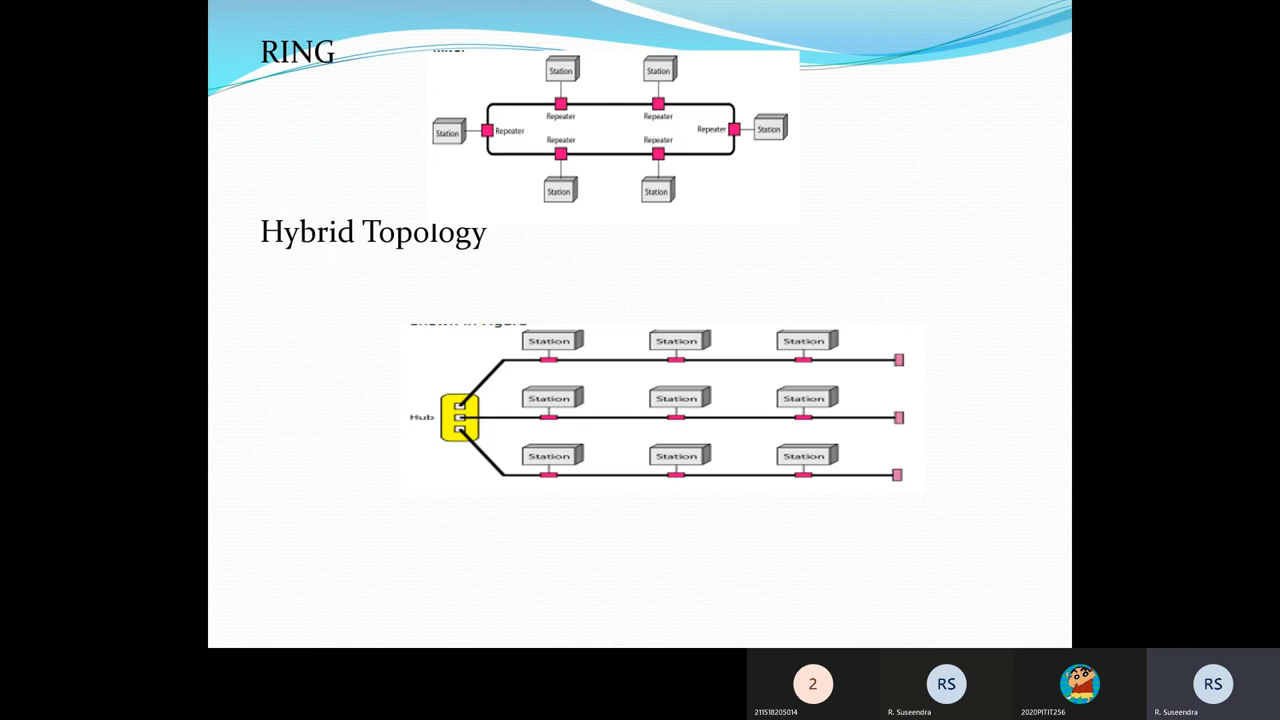 RING
Station Station
Repeater Repeater
Station Repeater Repeater Station
Repeater Repeater
Station Station
Hybrid Topology
Station Station Station
Station Station Station
Hub
Station Station Station
2 RS RS
211518205014 R. Suseendra 2020PITIT256 R. Suseendra